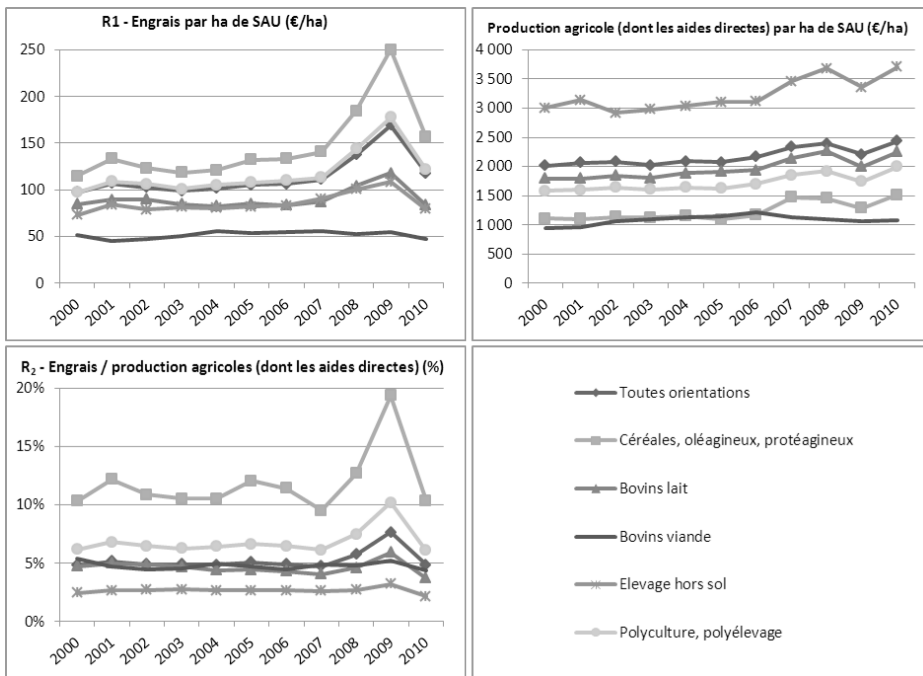 R1 - Engrais par ha de SAU (€/ha)
250
200
150
100
50
0
2000 2001 2002 2003 2004 2005 2006 2007 2008 2009 2010
Production agricole (dont les aides directes) par ha de SAU (€/ha)
4 000
3 500
3 000
2 500
2 000
1 500
1 000
500
0
2000 2001 2002 2003 2004 2005 2006 2007 2008 2009 2010
R2 - Engrais / production agricoles (dont les aides directes) (%)
20%
15%
10%
5%
0%
2000 2001 2002 2003 2004 2005 2006 2007 2008 2009 2010
Toutes orientations
Céréales, oléagineux, protéagineux
Bovins lait
Bovins viande
Elevage hors sol
Polyculture, polyélevage